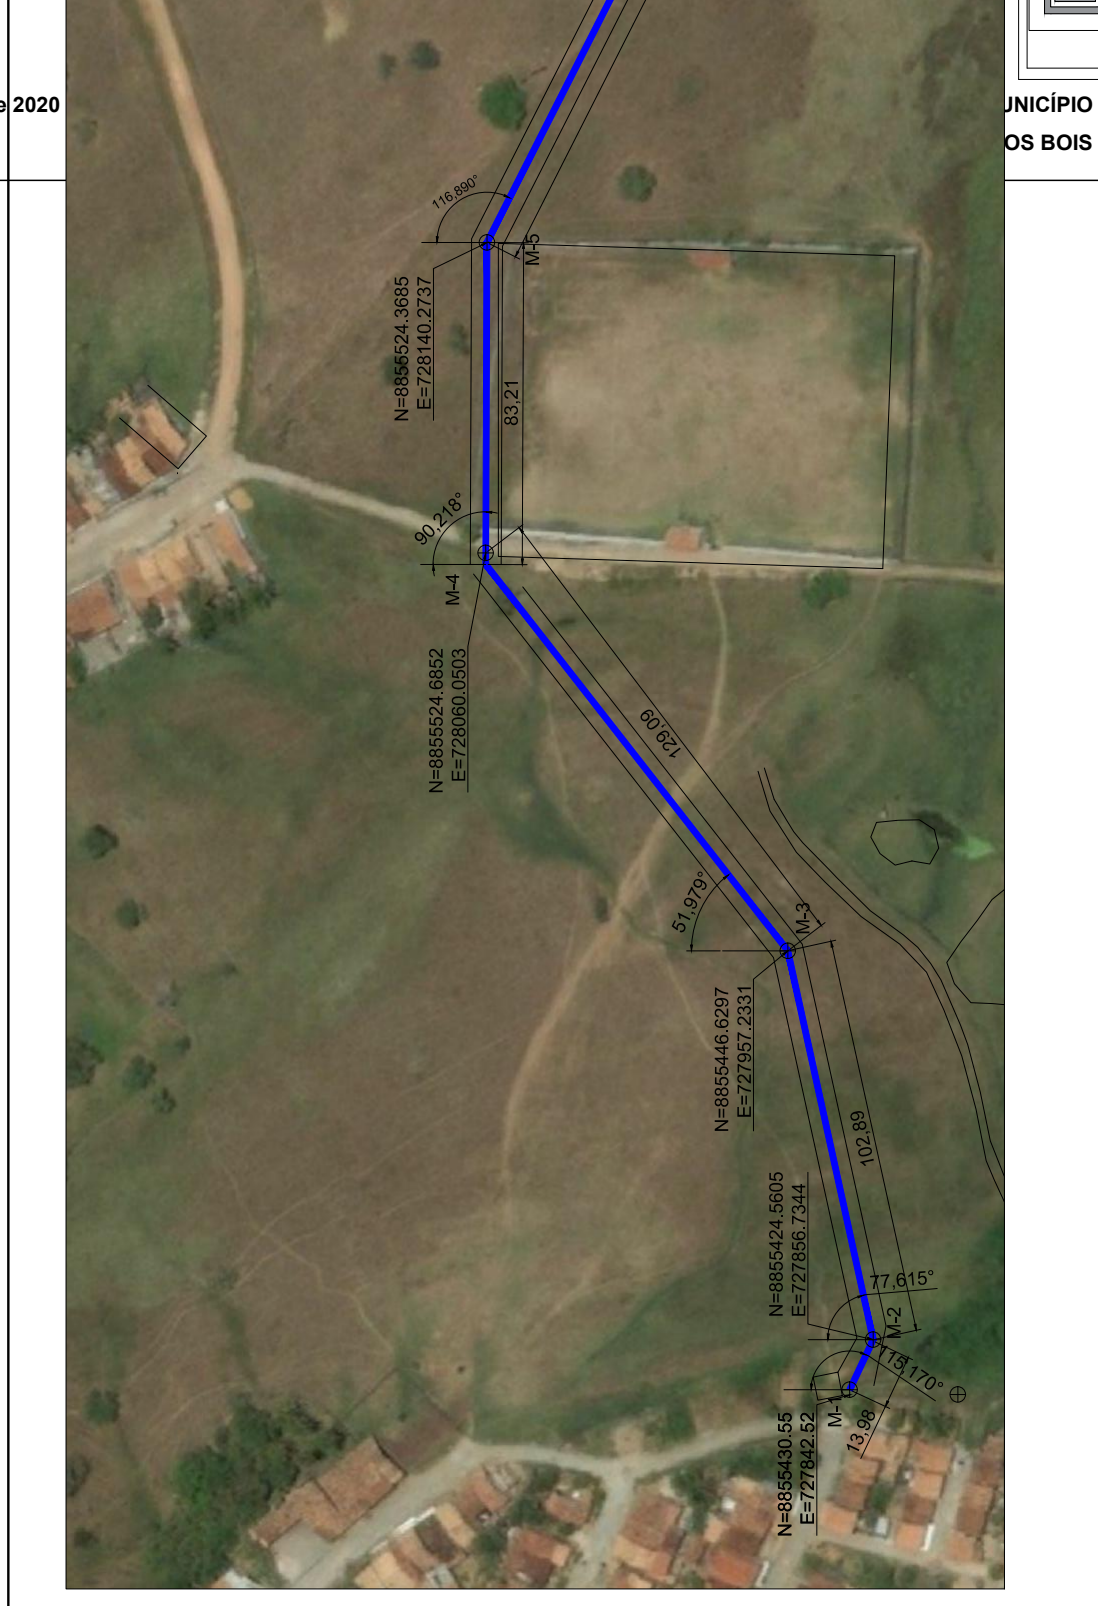 e 2020
UNICÍPIO
OS BOIS
116,890°
M-5
N=8855524.3685
E=728140.2737
83,21
90,218°
M-4
N=8855524.6852
E=728060.0503
129,09
51,979°
M-3
N=8855446.6297
E=727957.2331
102,89
N=8855424.5605
E=727856.7344
77,615°
M-2
115,170°
M-1
13,98
N=8855430.55
E=727842.52